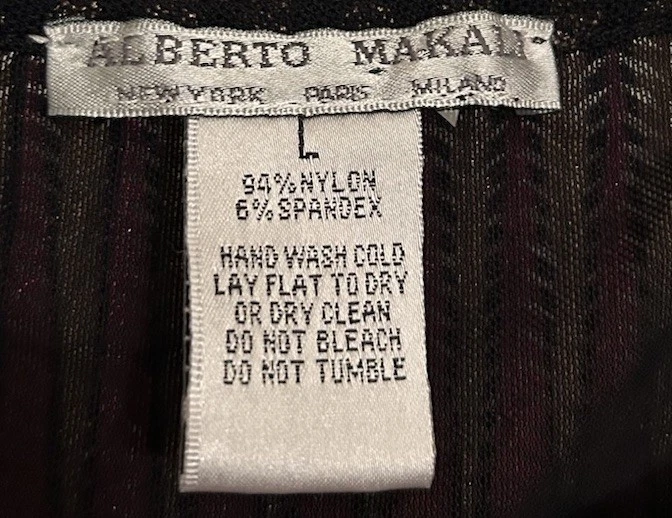 ALBERTO MAKALI
NEW YORK PARIS MILANO
L
94%NYLON
6%SPANDEX
HAND WASH COLD
LAY FLAT TO DRY
OR DRY CLEAN
DO NOT BLEACH
DO NOT TUMBLE